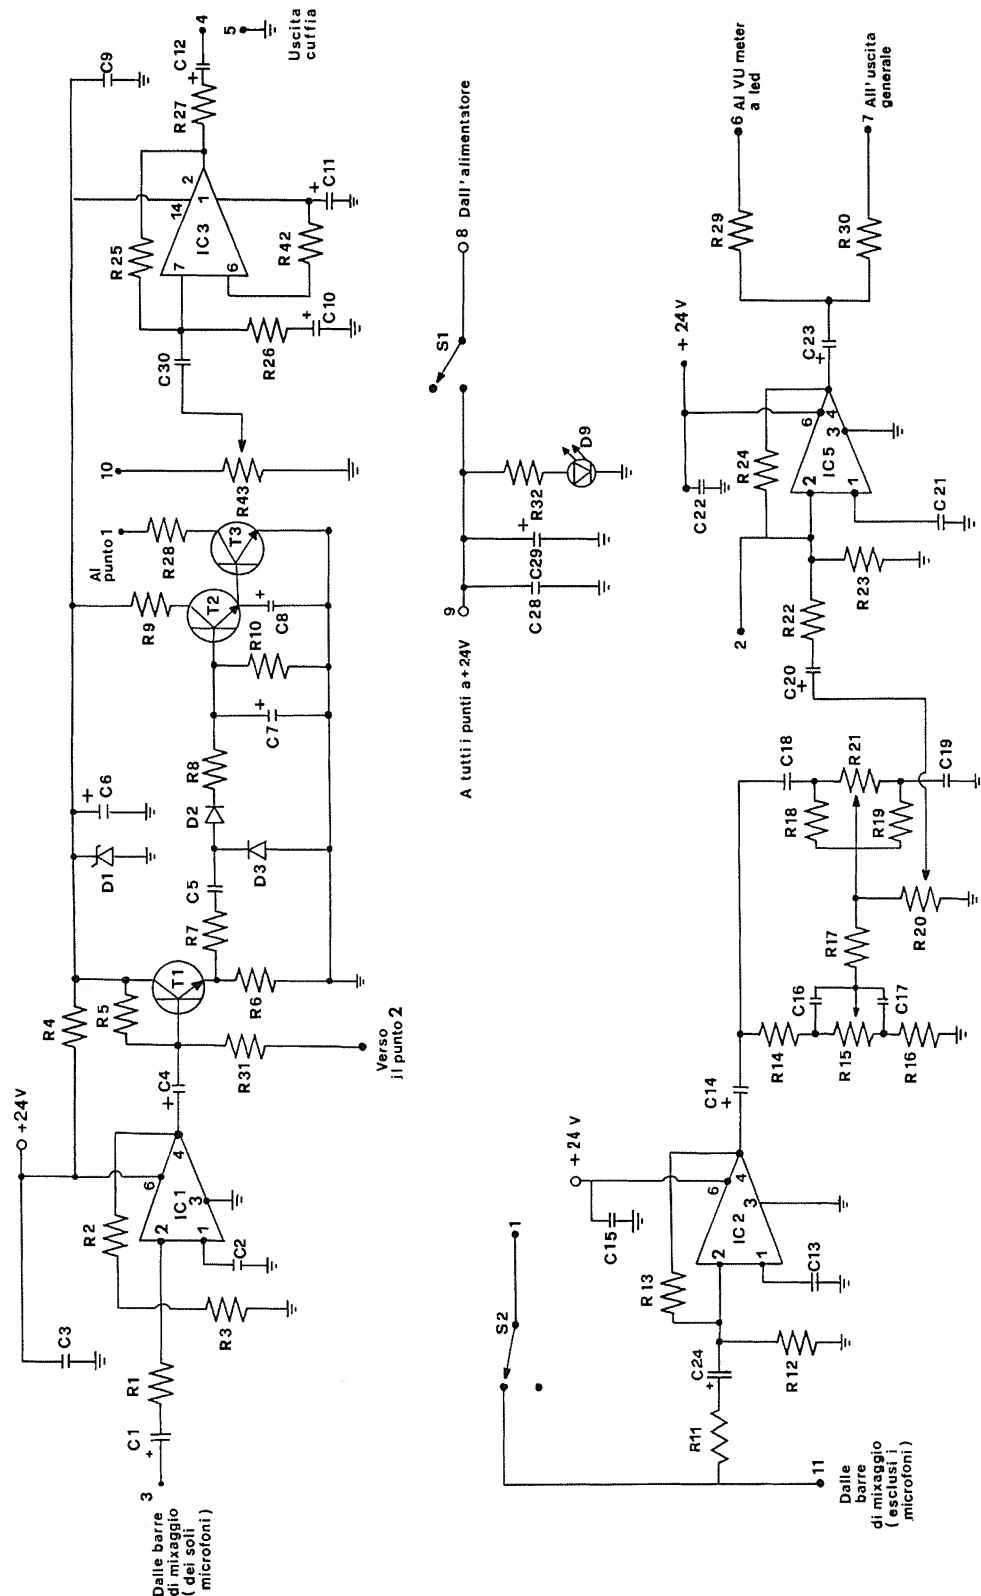 Dalle barre
di mixaggio
( dei soli
microfoni)
3
C1
+
R1
C3
R3
R2
IC1
2
1
6
3
4
C2
+24V
C4
+
R4
R5
T1
R31
Verso
il punto 2
R6
R7
C5
D1
D3
D2
R8
C6
+
C7
+
R10
R9
T2
C8
+
Al
punto 1
R28
T3
10
R43
C30
R26
C10
+
R25
IC3
7
6
14
1
2
R42
C11
+
R27
C9
C12
+
4
5
Uscita
cuffia
A tutti i punti a +24V
9
C28
C29
+
R32
D9
S1
8 Dall'alimentatore
S2
1
Dalle
barre
di mixaggio
( esclusi i
microfoni )
11
R11
C24
+
R12
R13
C13
IC2
2
1
6
3
4
C15
+24 V
C14
+
R14
R15
R16
C16
C17
R17
R18
R19
R20
R21
C18
C19
C20
+
R22
R23
2
R24
IC5
2
1
6
3
4
C21
C22
+24V
C23
+
R29
R30
6 Al VU meter
a led
7 All'uscita
generale